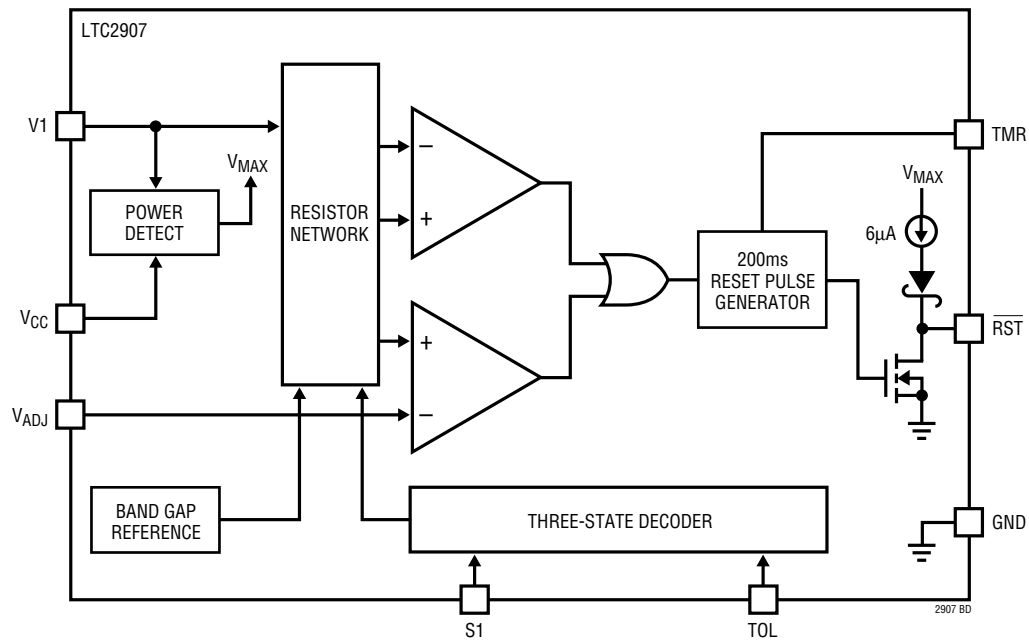 LTC2907
V1
VMAX
POWER
DETECT
VCC
VADJ
RESISTOR
NETWORK
−
+
+
−
200ms
RESET PULSE
GENERATOR
TMR
VMAX
6µA
RST
BAND GAP
REFERENCE
THREE-STATE DECODER
GND
S1
TOL
2907 BD